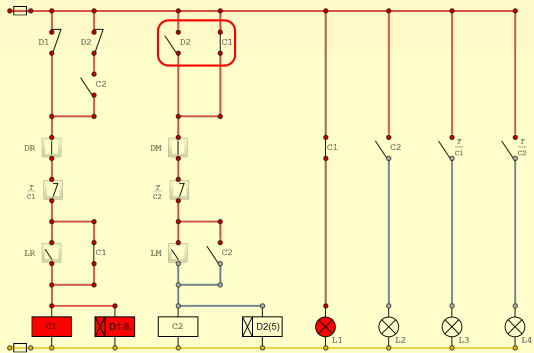 D1 D2 D2 C1
C2
DR DM C1 C2 T/C1 T/C2
T/C1 T/C2
LR C1 LM C2
C1 D1:8. C2 D2(5) L1 L2 L3 L4